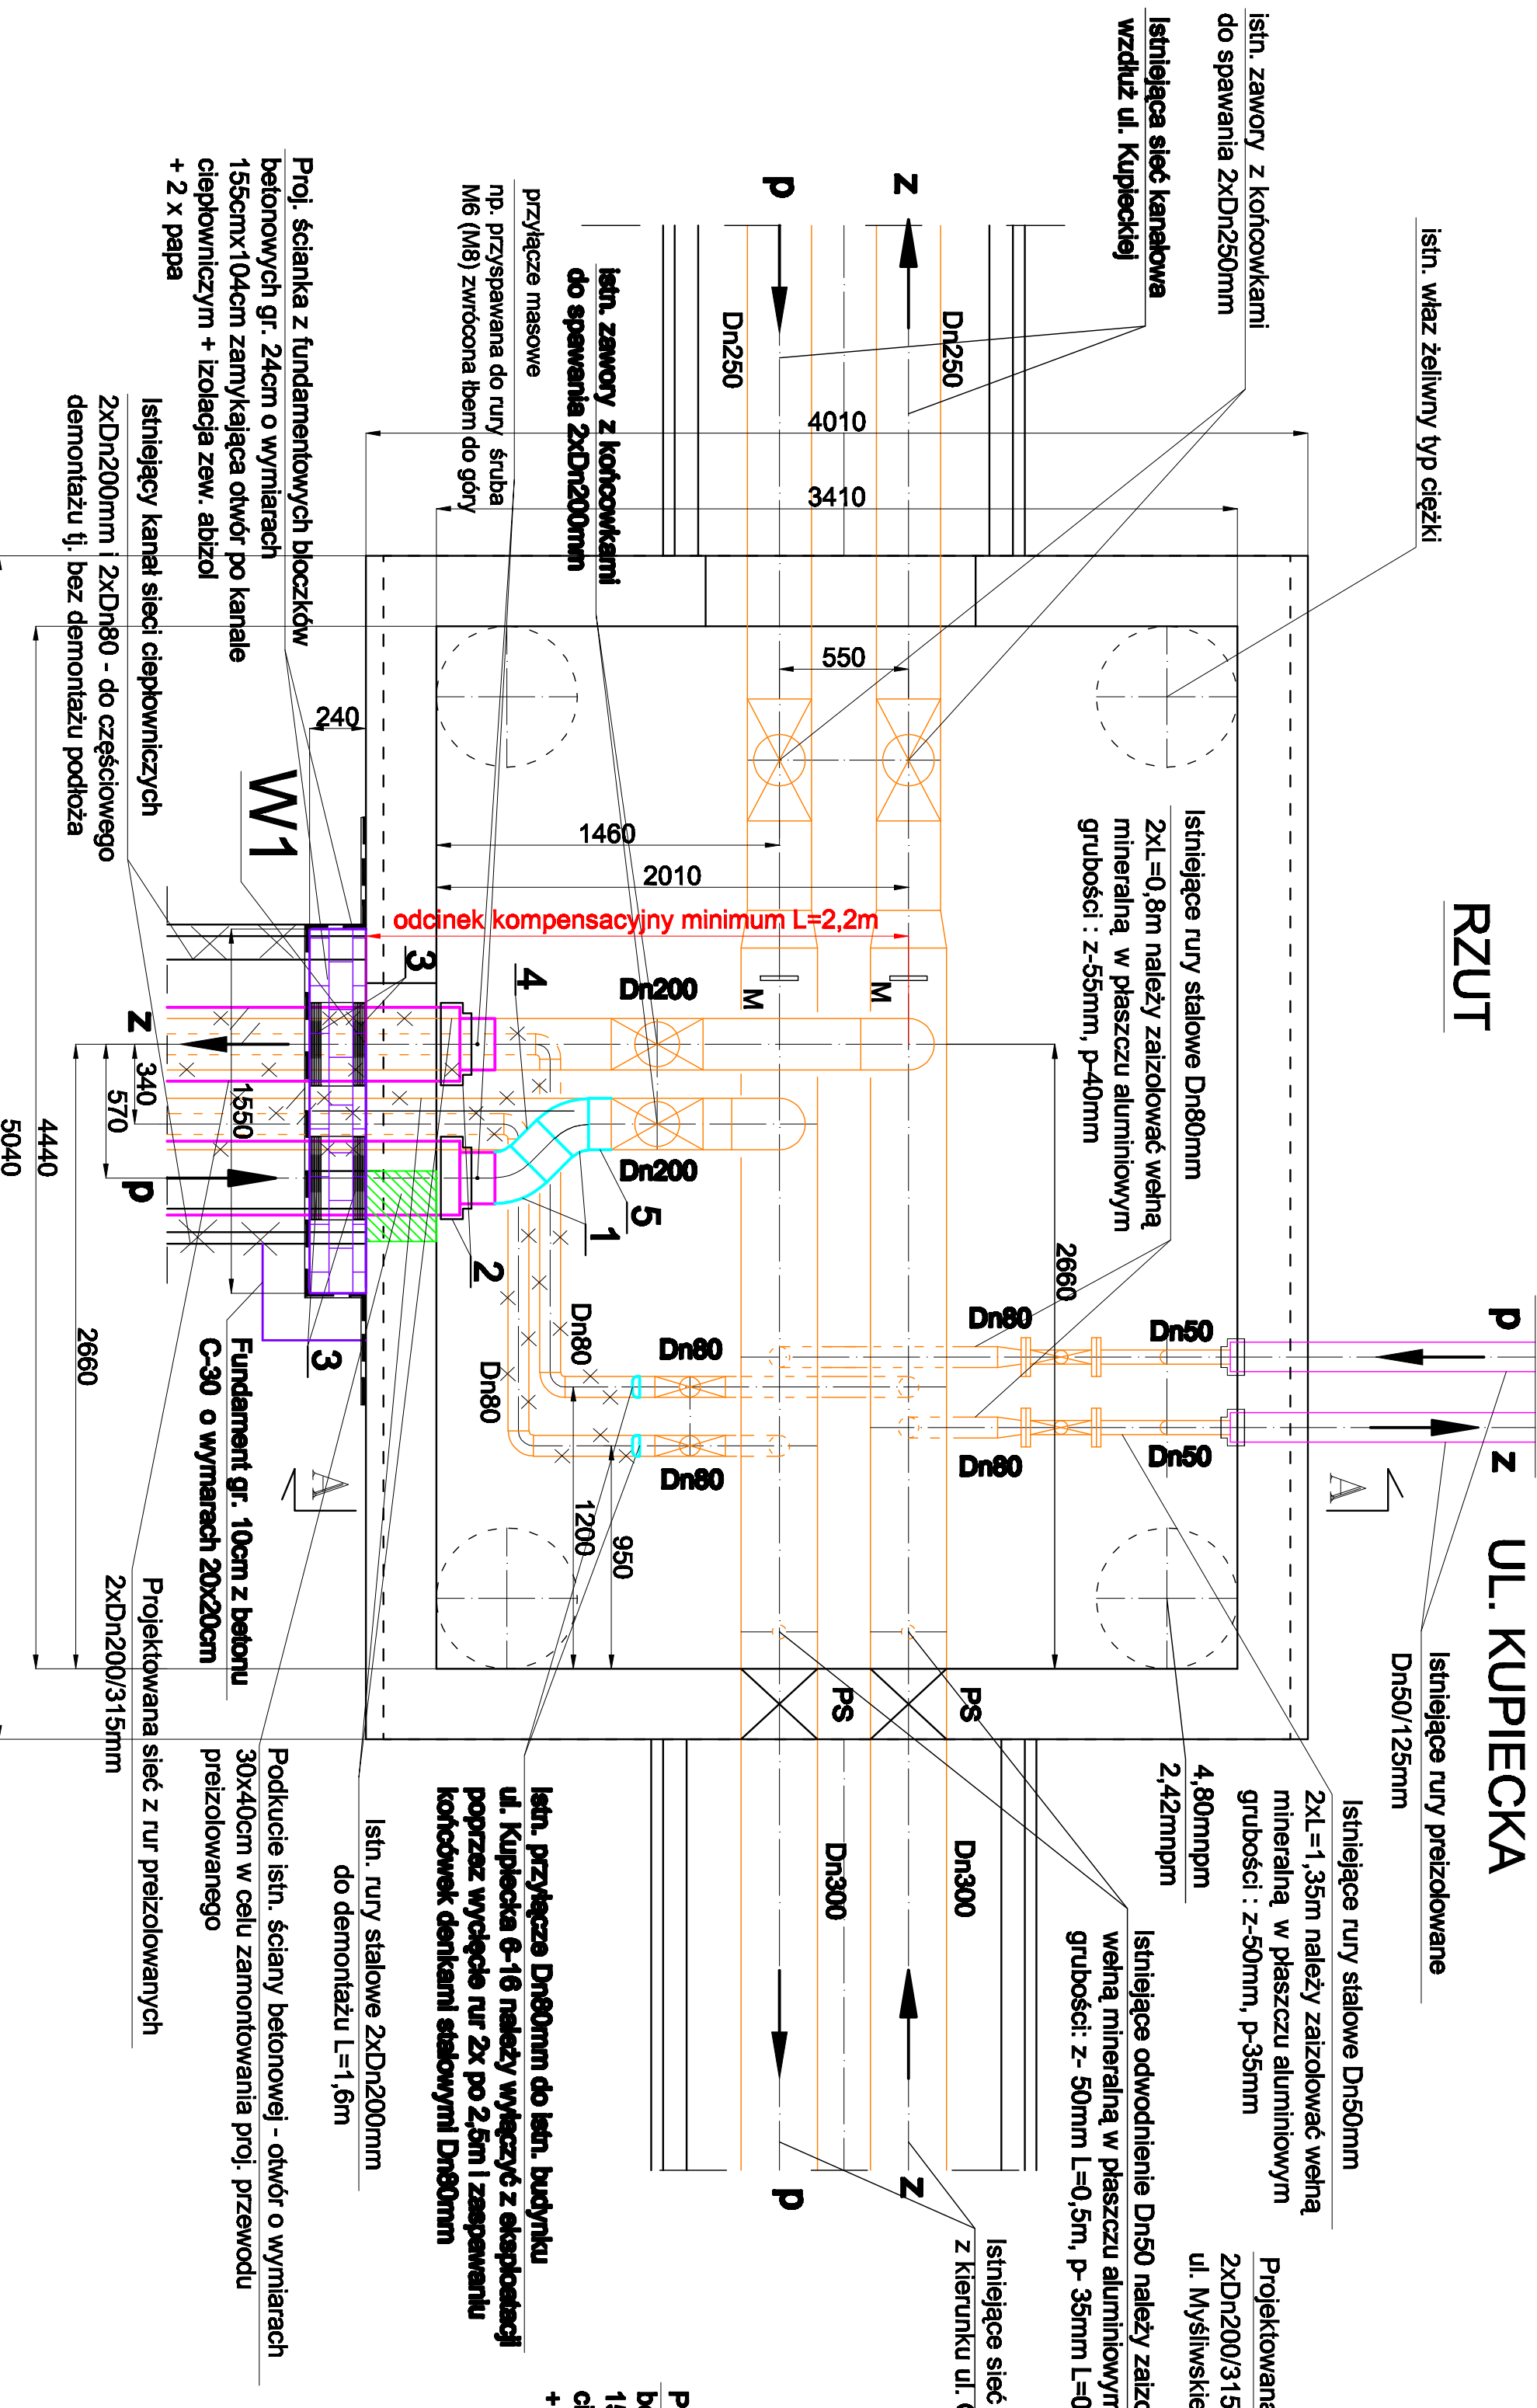 RZUT
UL. KUPIECKA
istn. właz żeliwny typ ciężki
istn. zawory z końcowkami
do spawania 2xDn250mm
Istniejąca sieć kanałowa
wzdłuż ul. Kupieckiej
z
p
Dn250
Dn250
4010
3410
550
1460
2010
240
istn. zawory z końcowkami
do spawania 2xDn200mm
przyłącze masowe
np. przyspawana do rury śruba
M6 (M8) zwrócona łbem do góry
Proj. ścianka z fundamentowych bloczków
betonowych gr. 24cm o wymiarach
155cmx104cm zamykająca otwór po kanale
ciepłowniczym + izolacja zew. abizol
+ 2 x papa
Istniejący kanał sieci ciepłowniczych
2xDn200mm i 2xDn80 - do częściowego
demontażu tj. bez demontażu podłoża
W1
odcinek kompensacyjny minimum L=2,2m
Istniejące rury stalowe Dn80mm
2xL=0,8m należy zaizolować wełną
mineralną w płaszczu aluminiowym
grubości : z-55mm, p-40mm
M
M
Dn200
Dn200
3
4
5
1
2
3
z
p
340
570
1550
4440
5040
2660
2660
Dn80
Dn80
Dn80
Dn80
Dn80
Dn80
Dn50
Dn50
1200
950
p
z
A
A
PS
PS
Istniejące rury preizolowane
Dn50/125mm
Istniejące rury stalowe Dn50mm
2xL=1,35m należy zaizolować wełną
mineralną w płaszczu aluminiowym
grubości : z-50mm, p-35mm
4,80mnpm
2,42mnpm
Istniejące odwodnienie Dn50 należy zaizo
wełną mineralną w płaszczu aluminiowym
grubości: z- 50mm L=0,5m, p- 35mm L=0
Dn300
Dn300
z
p
Istniejące sieć
z kierunku ul.
Projektowana
2xDn200/315
ul. Myśliwskie
Fundament gr. 10cm z betonu
C-30 o wymarach 20x20cm
Istn. przyłącze Dn80mm do istn. budynku
ul. Kupiecka 6-16 należy wyłączyć z eksploatacji
poprzez wycięcie rur 2x po 2,5m i zaspawaniu
końcówek denkami stalowymi Dn80mm
Istn. rury stalowe 2xDn200mm
do demontażu L=1,6m
Podkucie istn. ściany betonowej - otwór o wymiarach
30x40cm w celu zamontowania proj. przewodu
preizolowanego
Projektowana sieć z rur preizolowanych
2xDn200/315mm